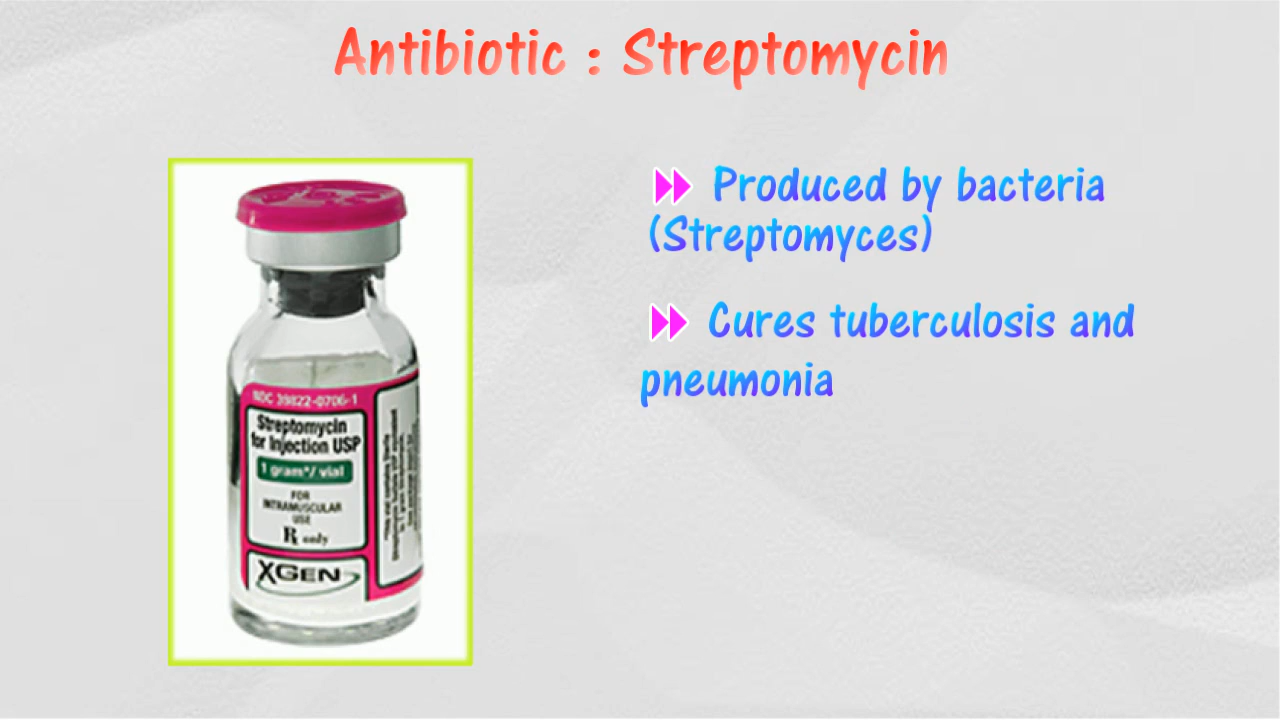 Antibiotic : Streptomycin
Produced by bacteria
(Streptomyces)
Cures tuberculosis and
pneumonia
NDC 39822-0706-1
Streptomycin
for Injection USP
1 gram*/ vial
FOR
INTRAMUSCULAR
USE
Rx only
XGEN